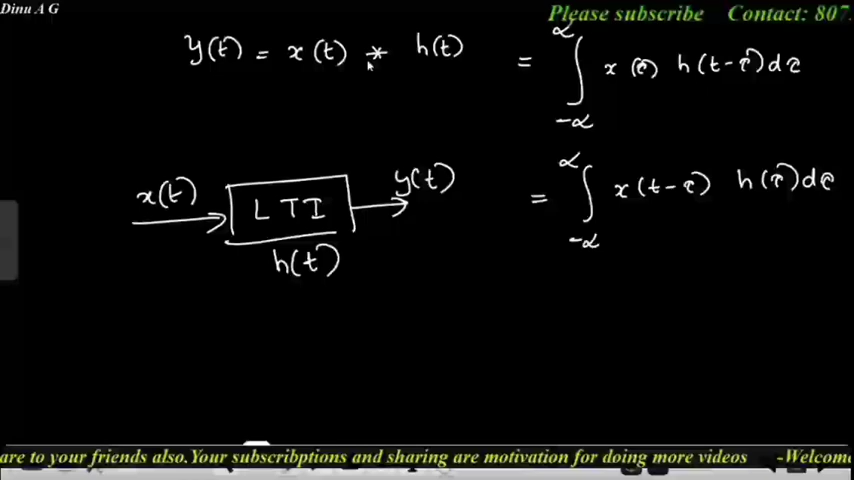 Dinu A G
Please subscribe Contact: 807
y(t) = x(t) * h(t) = ∫_{-∞}^{∞} x(τ) h(t-τ)dτ
x(t) LTI y(t) = ∫_{-∞}^{∞} x(t-τ) h(τ)dτ
h(t)
are to your friends also.Your subscribptions and sharing are motivation for doing more videos -Welcome